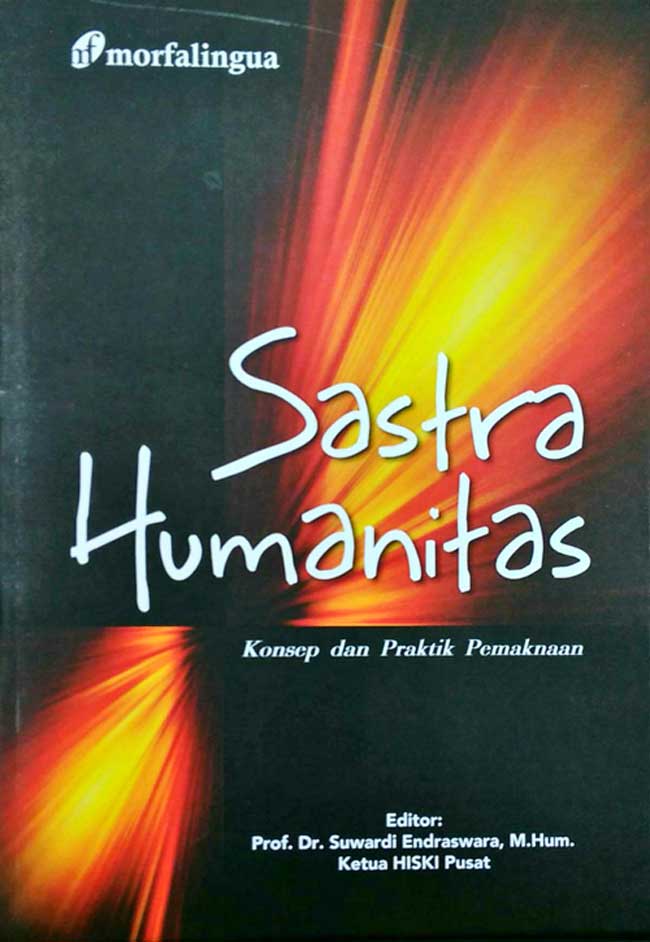 morfalingua
Sastra
Humanitas
Konsep dan Praktik Pemaknaan
Editor:
Prof. Dr. Suwardi Endraswara, M.Hum.
Ketua HISKI Pusat